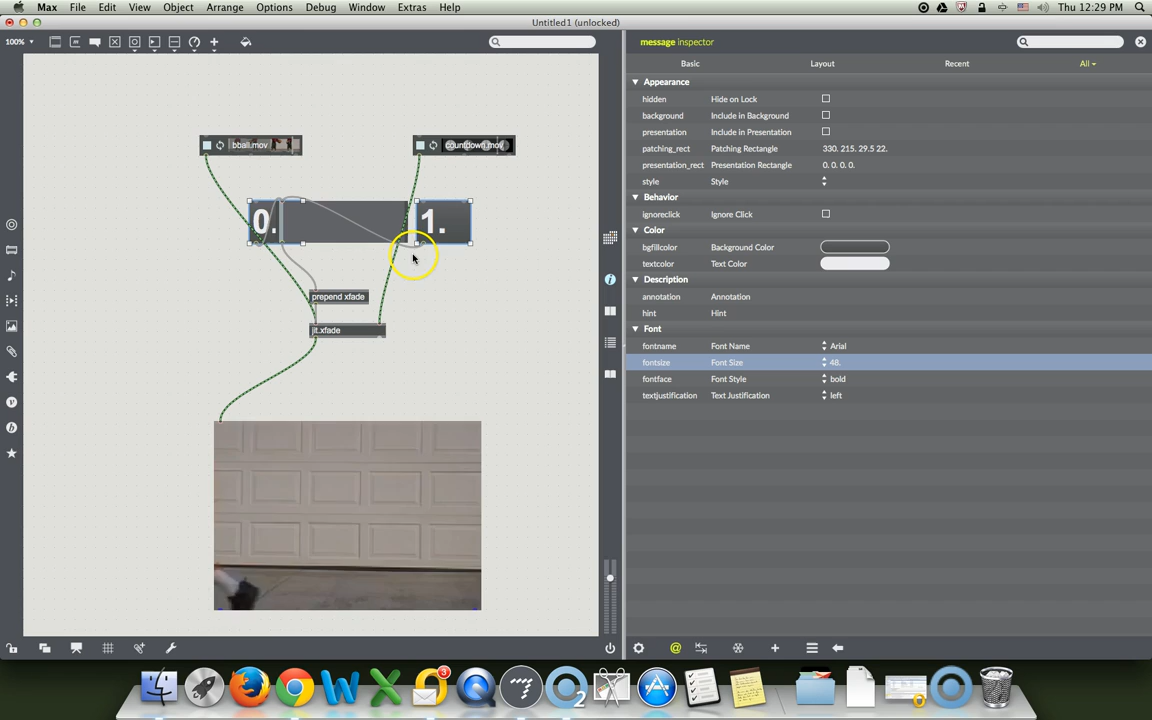 Max File Edit View Object Arrange Options Debug Window Extras Help Thu 12:29 PM
Untitled1 (unlocked)
100%
message inspector
Basic Layout Recent All
bball.mov
countdown.mov
0.
1.
prepend xfade
jit.xfade
Appearance
hidden Hide on Lock
background Include in Background
presentation Include in Presentation
patching_rect Patching Rectangle 330. 215. 29.5 22.
presentation_rect Presentation Rectangle 0. 0. 0. 0.
style Style
Behavior
ignoreclick Ignore Click
Color
bgfillcolor Background Color
textcolor Text Color
Description
annotation Annotation
hint Hint
Font
fontname Font Name Arial
fontsize Font Size 48.
fontface Font Style bold
textjustification Text Justification left
3
2